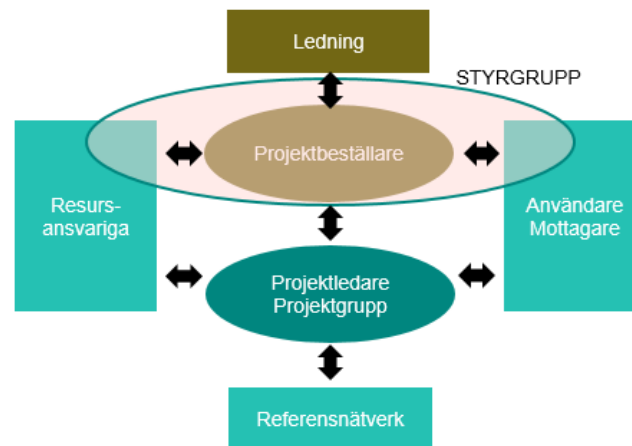 Ledning
STYRGRUPP
Projektbeställare
Resurs-
ansvariga
Användare
Mottagare
Projektledare
Projektgrupp
Referensnätverk